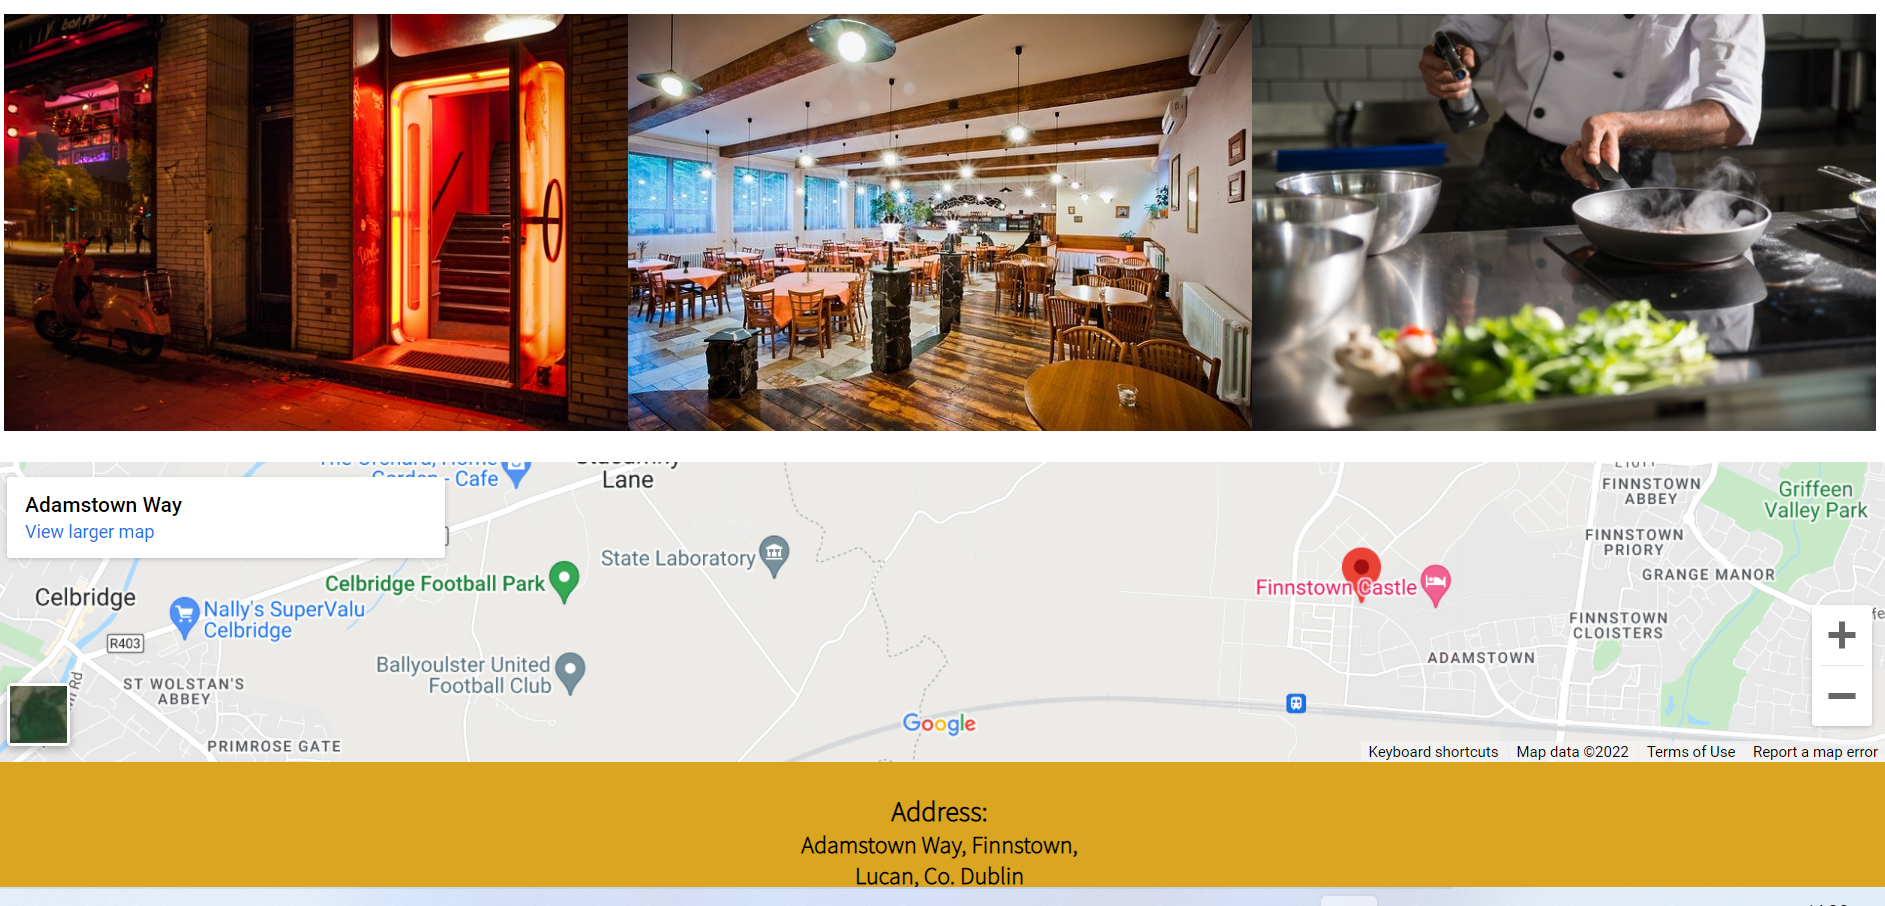 Garden - Cafe
Lane
Adamstown Way
View larger map
State Laboratory
Celbridge Football Park
Celbridge
Nally's SuperValu
Celbridge
R403
Ballyoulster United
Football Club
ST WOLSTAN'S
ABBEY
PRIMROSE GATE
Google
Finnstown Castle
FINNSTOWN
ABBEY
Griffeen
Valley Park
FINNSTOWN
PRIORY
GRANGE MANOR
FINNSTOWN
CLOISTERS
ADAMSTOWN
Keyboard shortcuts Map data ©2022 Terms of Use Report a map error
Address:
Adamstown Way, Finnstown,
Lucan, Co. Dublin